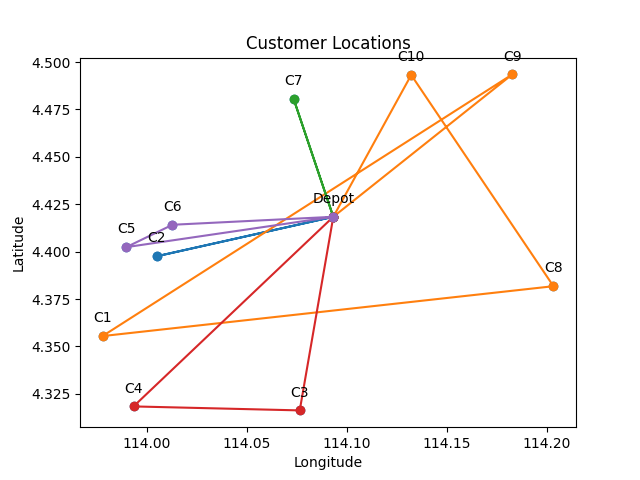 Customer Locations
4.500
4.475
4.450
4.425
4.400
4.375
4.350
4.325
Latitude
C10
C9
C7
Depot
C6
C5
C2
C8
C1
C4
C3
114.00
114.05
114.10
114.15
114.20
Longitude